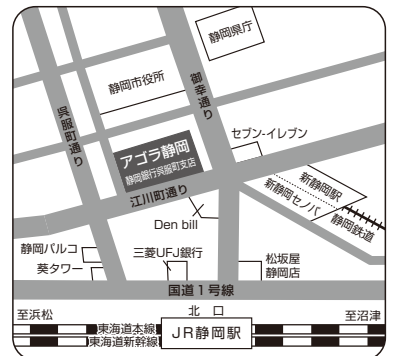 静岡県庁
静岡市役所
御幸通り
呉服町通り
セブン-イレブン
アゴラ静岡
静岡銀行呉服町支店
江川町通り
新静岡駅
新静岡セノバ
静岡鉄道
Den bill
静岡パルコ
葵タワー
三菱UFJ銀行
松坂屋
静岡店
国道1号線
至浜松
北 口
至沼津
東海道本線
東海道新幹線
JR静岡駅